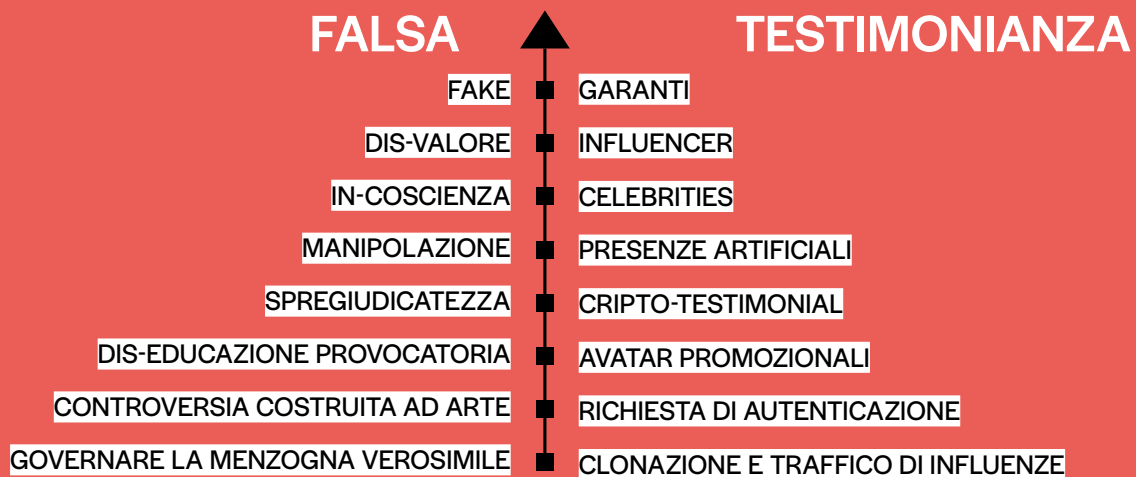 FALSA TESTIMONIANZA
FAKE GARANTI
DIS-VALORE INFLUENCER
IN-COSCIENZA CELEBRITIES
MANIPOLAZIONE PRESENZE ARTIFICIALI
SPREGIUDICATEZZA CRIPTO-TESTIMONIAL
DIS-EDUCAZIONE PROVOCATORIA AVATAR PROMOZIONALI
CONTROVERSIA COSTRUITA AD ARTE RICHIESTA DI AUTENTICAZIONE
GOVERNARE LA MENZOGNA VEROSIMILE CLONAZIONE E TRAFFICO DI INFLUENZE